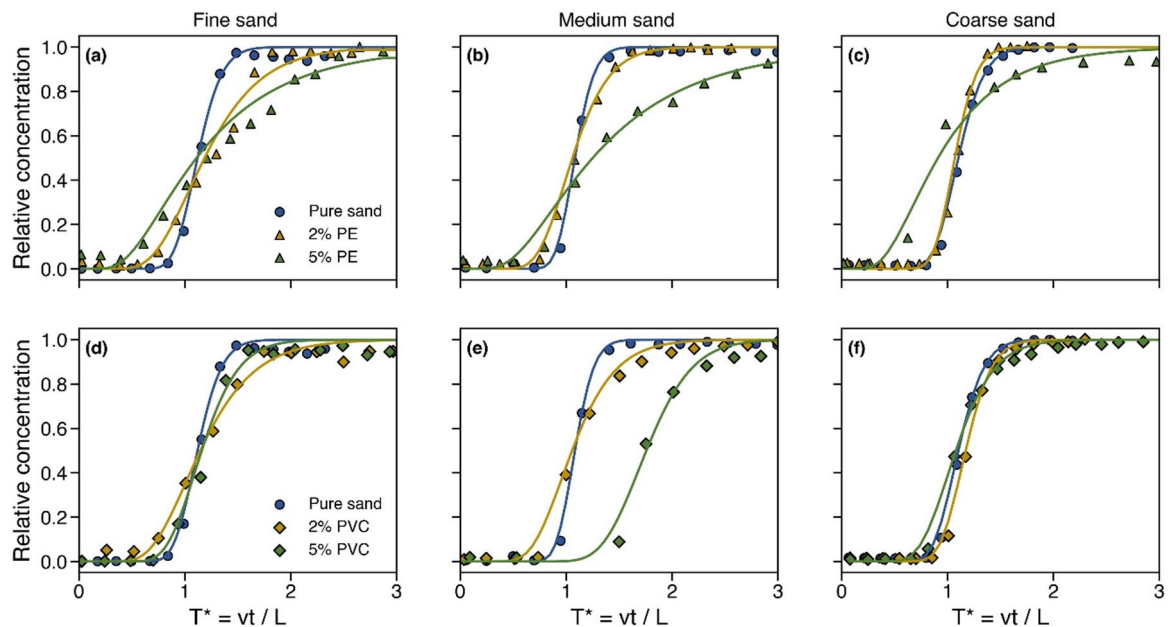 Fine sand
Medium sand
Coarse sand
Relative concentration
1.0
0.8
0.6
0.4
0.2
0.0
(a)
Pure sand
2% PE
5% PE
(b)
(c)
Relative concentration
1.0
0.8
0.6
0.4
0.2
0.0
(d)
Pure sand
2% PVC
5% PVC
(e)
(f)
0 1 2 3
0 1 2 3
0 1 2 3
T* = vt / L
T* = vt / L
T* = vt / L